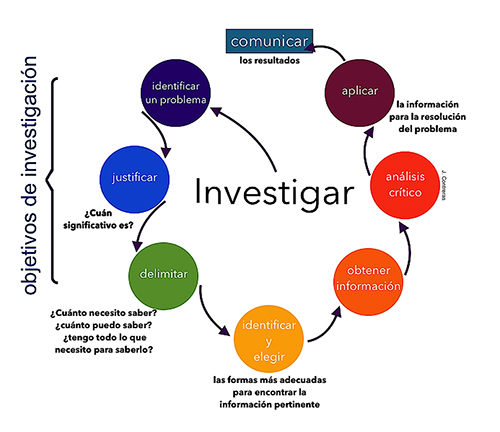 objetivos de investigación
Investigar
identificar
un problema
justificar
¿Cuán
significativo es?
delimitar
¿Cuánto necesito saber?
¿cuánto puedo saber?
¿tengo todo lo que
necesito para saberlo?
identificar
y
elegir
las formas más adecuadas
para encontrar la
información pertinente
obtener
información
análisis
crítico
J. Contreras
aplicar
la información
para la resolución
del problema
comunicar
los resultados